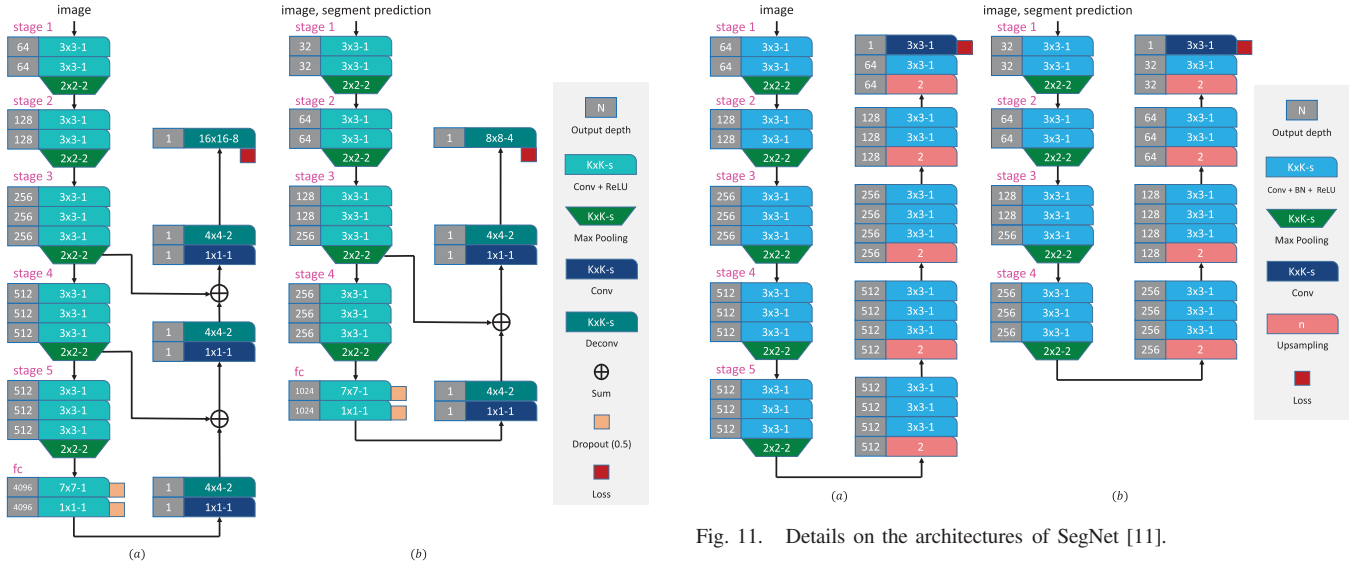 image
stage 1
64 3x3-1
64 3x3-1
2x2-2
stage 2
128 3x3-1
128 3x3-1
2x2-2
stage 3
256 3x3-1
256 3x3-1
256 3x3-1
2x2-2
stage 4
512 3x3-1
512 3x3-1
512 3x3-1
2x2-2
stage 5
512 3x3-1
512 3x3-1
512 3x3-1
2x2-2
fc
4096 7x7-1
4096 1x1-1
1 16x16-8
1 4x4-2
1 1x1-1
1 4x4-2
1 1x1-1
1 4x4-2
1 1x1-1
(a)
image, segment prediction
stage 1
32 3x3-1
32 3x3-1
2x2-2
stage 2
64 3x3-1
64 3x3-1
2x2-2
stage 3
128 3x3-1
128 3x3-1
256 3x3-1
2x2-2
stage 4
256 3x3-1
256 3x3-1
256 3x3-1
2x2-2
fc
1024 7x7-1
1024 1x1-1
1 8x8-4
1 4x4-2
1 1x1-1
1 4x4-2
1 1x1-1
(b)
N
Output depth
KxK-s
Conv + ReLU
KxK-s
Max Pooling
KxK-s
Conv
KxK-s
Deconv
Sum
Dropout (0.5)
Loss
image
stage 1
64 3x3-1
64 3x3-1
2x2-2
stage 2
128 3x3-1
128 3x3-1
2x2-2
stage 3
256 3x3-1
256 3x3-1
256 3x3-1
2x2-2
stage 4
512 3x3-1
512 3x3-1
512 3x3-1
2x2-2
stage 5
512 3x3-1
512 3x3-1
512 3x3-1
2x2-2
1 3x3-1
64 3x3-1
64 2
128 3x3-1
128 3x3-1
128 2
256 3x3-1
256 3x3-1
256 3x3-1
256 2
512 3x3-1
512 3x3-1
512 3x3-1
512 2
512 3x3-1
512 3x3-1
512 3x3-1
512 2
(a)
image, segment prediction
stage 1
32 3x3-1
32 3x3-1
2x2-2
stage 2
64 3x3-1
64 3x3-1
2x2-2
stage 3
128 3x3-1
128 3x3-1
256 3x3-1
2x2-2
stage 4
256 3x3-1
256 3x3-1
256 3x3-1
2x2-2
1 3x3-1
32 3x3-1
32 2
64 3x3-1
64 3x3-1
64 2
128 3x3-1
128 3x3-1
128 3x3-1
128 2
256 3x3-1
256 3x3-1
256 3x3-1
256 2
(b)
N
Output depth
KxK-s
Conv + BN + ReLU
KxK-s
Max Pooling
KxK-s
Conv
n
Upsampling
Loss
Fig. 11. Details on the architectures of SegNet [11].